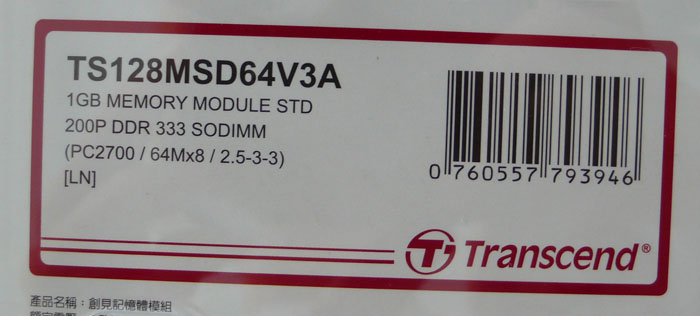 TS128MSD64V3A
1GB MEMORY MODULE STD
200P DDR 333 SODIMM
(PC2700 / 64Mx8 / 2.5-3-3)
[LN]
0 760557 793946
Transcend®
產品名稱：創見記憶體模組